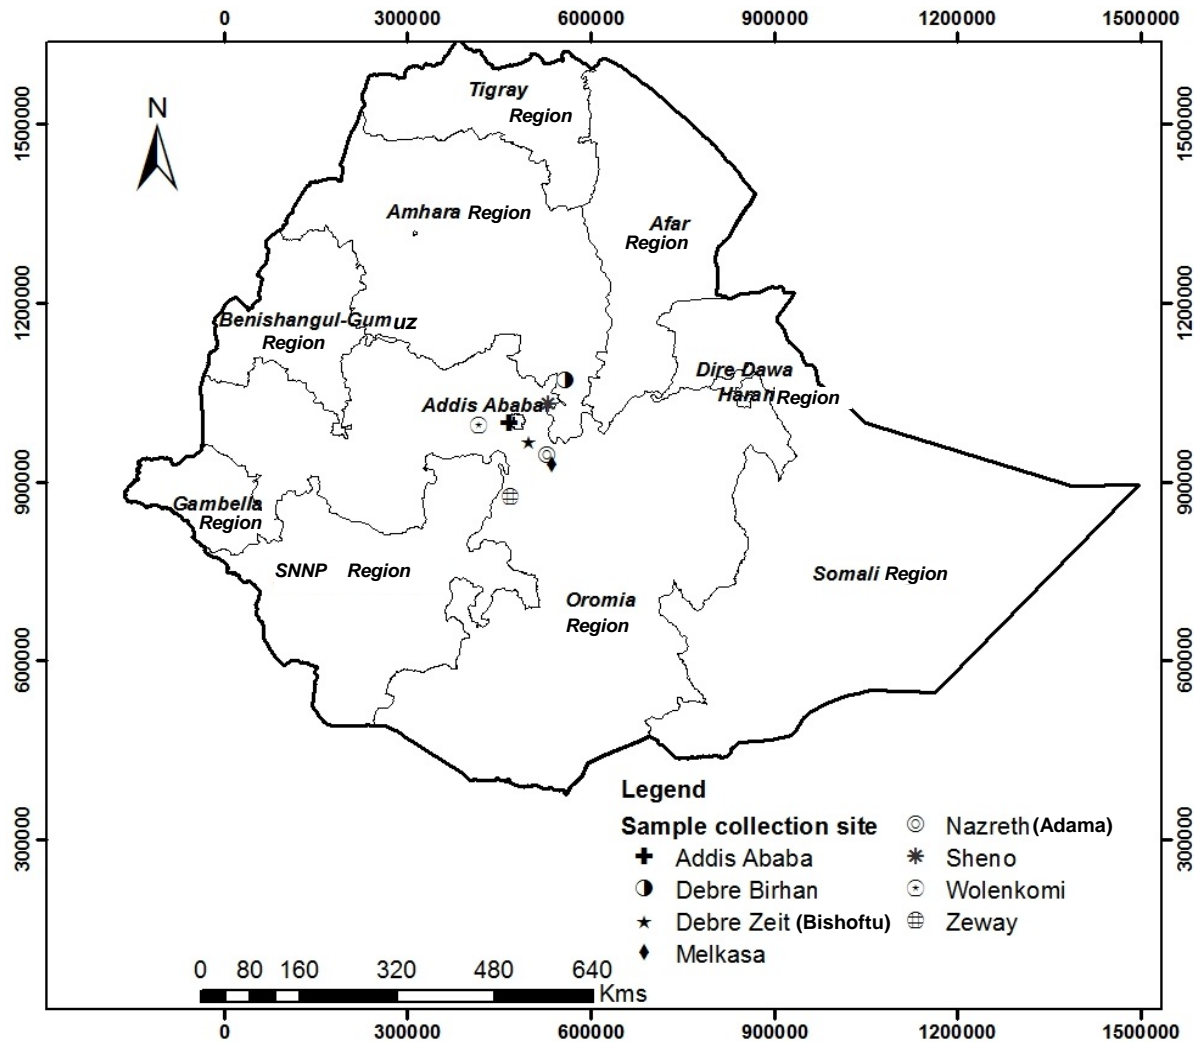 0 300000 600000 900000 1200000 1500000
N
Tigray
Region
1500000
1500000
Amhara Region
Afar
Region
1200000
1200000
Benishangul-Gumuz
Region
Dire Dawa
Harari Region
Addis Ababa
900000
900000
Gambella
Region
SNNP Region
Somali Region
Oromia
Region
600000
600000
300000
300000
Legend
Sample collection site
Addis Ababa
Debre Birhan
Debre Zeit (Bishoftu)
Melkasa
Nazreth (Adama)
Sheno
Wolenkomi
Zeway
0 80 160 320 480 640
Kms
0 300000 600000 900000 1200000 1500000